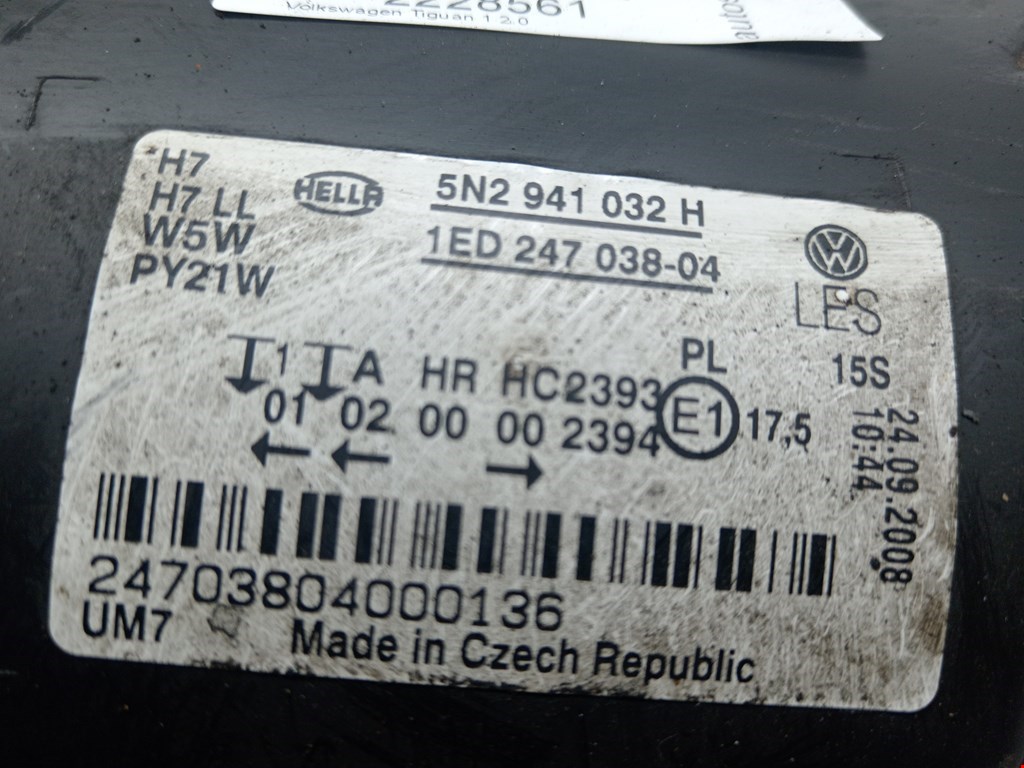 2228561
Volkswagen Tiguan 1 2.0
H7
H7 LL
W5W
PY21W
HELLA
5N2 941 032 H
1ED 247 038-04
LES
1 A HR HC2393
01 02 00 00 2394
PL
E1
17,5
15S
24.09.2008
10:44
24703804000136
UM7
Made in Czech Republic